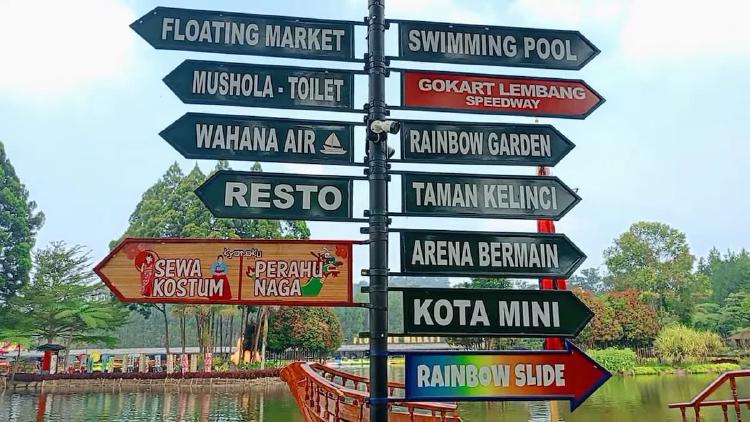 FLOATING MARKET
MUSHOLA - TOILET
WAHANA AIR
RESTO
SEWA
KOSTUM
kyotoku
PERAHU
NAGA
SWIMMING POOL
GOKART LEMBANG
SPEEDWAY
RAINBOW GARDEN
TAMAN KELINCI
ARENA BERMAIN
KOTA MINI
RAINBOW SLIDE